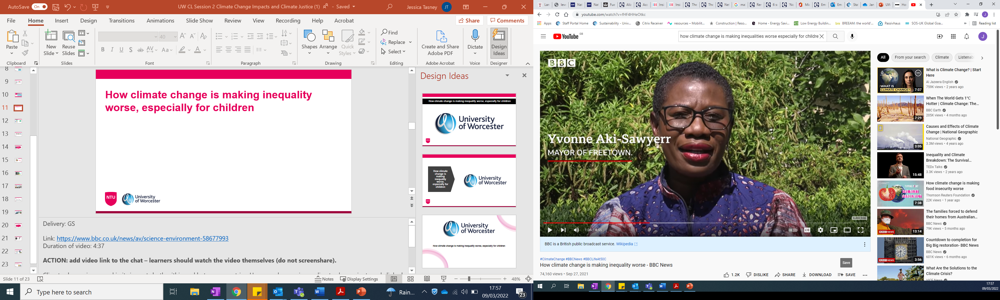 AutoSave On
UW CL Session 2 Climate Change Impacts and Climate Justice (1) - Saved
Jessica Tasney JT
File Home Insert Design Transitions Animations Slide Show Review View Recording Help Acrobat Share Comments
Paste
New Slide
Reuse Slides
40
Shapes Arrange Quick Styles
Find
Replace
Select
Create and Share Adobe PDF
Dictate
Design Ideas
Clipboard Slides Font Paragraph Drawing Editing Adobe Acrobat Voice Designer
8
9
10
11
12
13
14
15
16
17
18
19
20
21
22
23
How climate change is making inequality
worse, especially for children
NTU
University
of Worcester
Design Ideas
How climate change is making inequality worse, especially for children
University
of Worcester
How climate
change is
making
inequality
worse,
especially for
children
University
of Worcester
University
of Worcester
How climate change is making inequality worse, especially for children
Delivery: GS
Link: https://www.bbc.co.uk/news/av/science-environment-58677993
Duration of video: 4:37
ACTION: add video link to the chat – learners should watch the video themselves (do not screenshare).
Slide 11 of 23
Notes Display Settings 48%
Type here to search
Rain...
17:57
09/03/2022
23
youtube.com/watch?v=fHF4HHeOtkc
Apps Staff Portal Home Sustainability - Univ... Citrix Receiver resources – Mobilit... Construction | Reso... Home - Energy Savi... Low Energy Building... BREEAM: the world'... Passivhaus SOS-UK Global Goa... » Reading list
YouTube GB
how climate change is making inequalities worse especially for childre
J
BBC
Yvonne Aki-Sawyerr
MAYOR OF FREETOWN.
SUBSCRIBE
1:36 / 4:55
CC
BBC is a British public broadcast service. Wikipedia
#ClimateChange #BBCNews #BBCLifeAt50C
How climate change is making inequality worse - BBC News
Save
74,160 views • Sep 27, 2021
1.2K DISLIKE SHARE DOWNLOAD SAVE
All From your search Climate
WHAT IS
CLIMATE CHANGE?
7:07
What is Climate Change? | Start
Here
Al Jazeera English
759K views • 2 years ago
7:29
When The World Gets 1°C
Hotter | Climate Change: The...
BBC Earth
205K views • 4 months ago
3:05
Causes and Effects of Climate
Change | National Geographic
National Geographic
3.3M views • 4 years ago
15:48
Inequality and Climate
Breakdown: The Survival...
TEDx Talks
3.3K views • 2 years ago
TIPPING POINT
THE NEXT
PANDEMIC?
7:38
How climate change is making
food insecurity worse
Thomson Reuters Foundation
22K views • 1 year ago
BBC NEWS
13:14
The families forced to defend
their homes from Australian...
BBC News
79K views • 5 months ago
BBC NEWS
3:56
Countdown to completion for
Big Big restoration- BBC News
BBC News
601K views • 6 months ago
What Are the Solutions to the
Climate Crisis?
17:57
09/03/2022